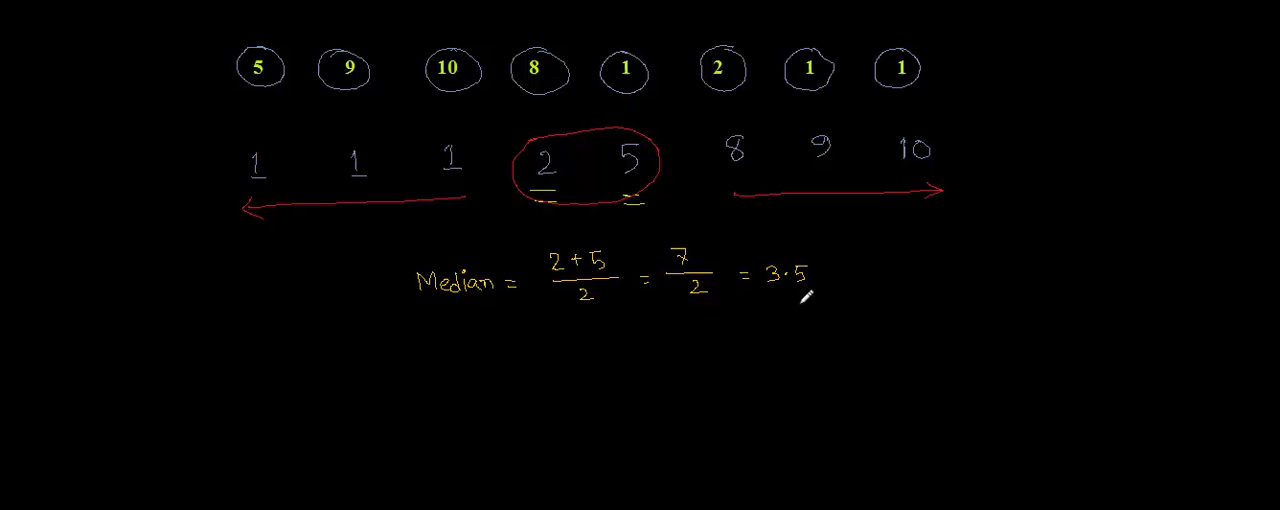 5 9 10 8 1 2 1 1
1 1 1 2 5 8 9 10
Median = 2 + 5 / 2 = 7 / 2 = 3.5